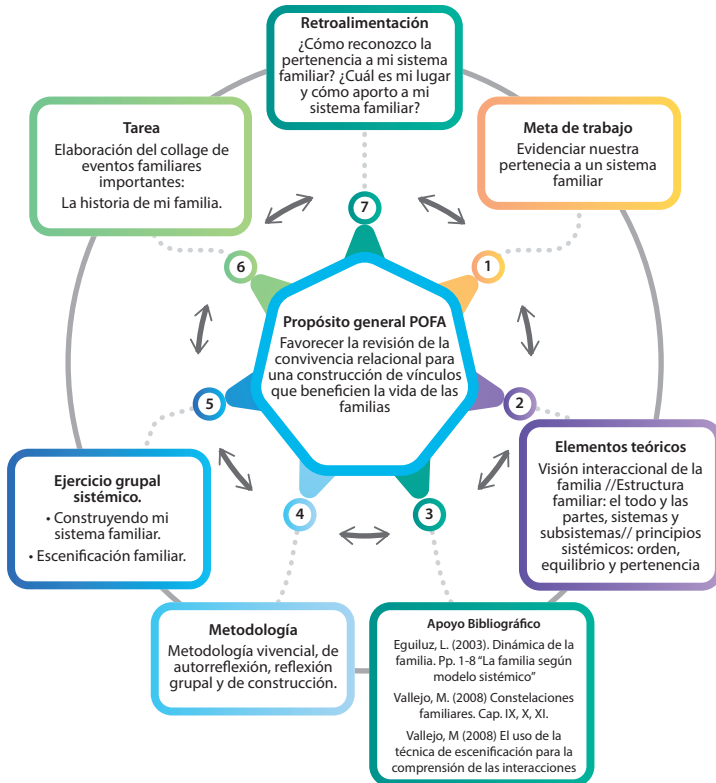 Retroalimentación
¿Cómo reconozco la
pertenencia a mi sistema
familiar? ¿Cuál es mi lugar
y cómo aporto a mi
sistema familiar?
Tarea
Elaboración del collage de
eventos familiares
importantes:
La historia de mi familia.
Meta de trabajo
Evidenciar nuestra
pertenecia a un sistema
familiar
7
6
1
Propósito general POFA
Favorecer la revisión de la
convivencia relacional para
una construcción de vínculos
que beneficien la vida de las
familias
5
2
4
3
Ejercicio grupal
sistémico.
• Construyendo mi
sistema familiar.
• Escenificación familiar.
Elementos teóricos
Visión interaccional de la
familia //Estructura
familiar: el todo y las
partes, sistemas y
subsistemas// principios
sistémicos: orden,
equilibrio y pertenencia
Metodología
Metodología vivencial, de
autorreflexión, reflexión
grupal y de construcción.
Apoyo Bibliográfico
Eguiluz, L. (2003). Dinámica de la
familia. Pp. 1-8 “La familia según
modelo sistémico”
Vallejo, M. (2008) Constelaciones
familiares. Cap. IX, X, XI.
Vallejo, M (2008) El uso de la
técnica de escenificación para la
comprensión de las interacciones